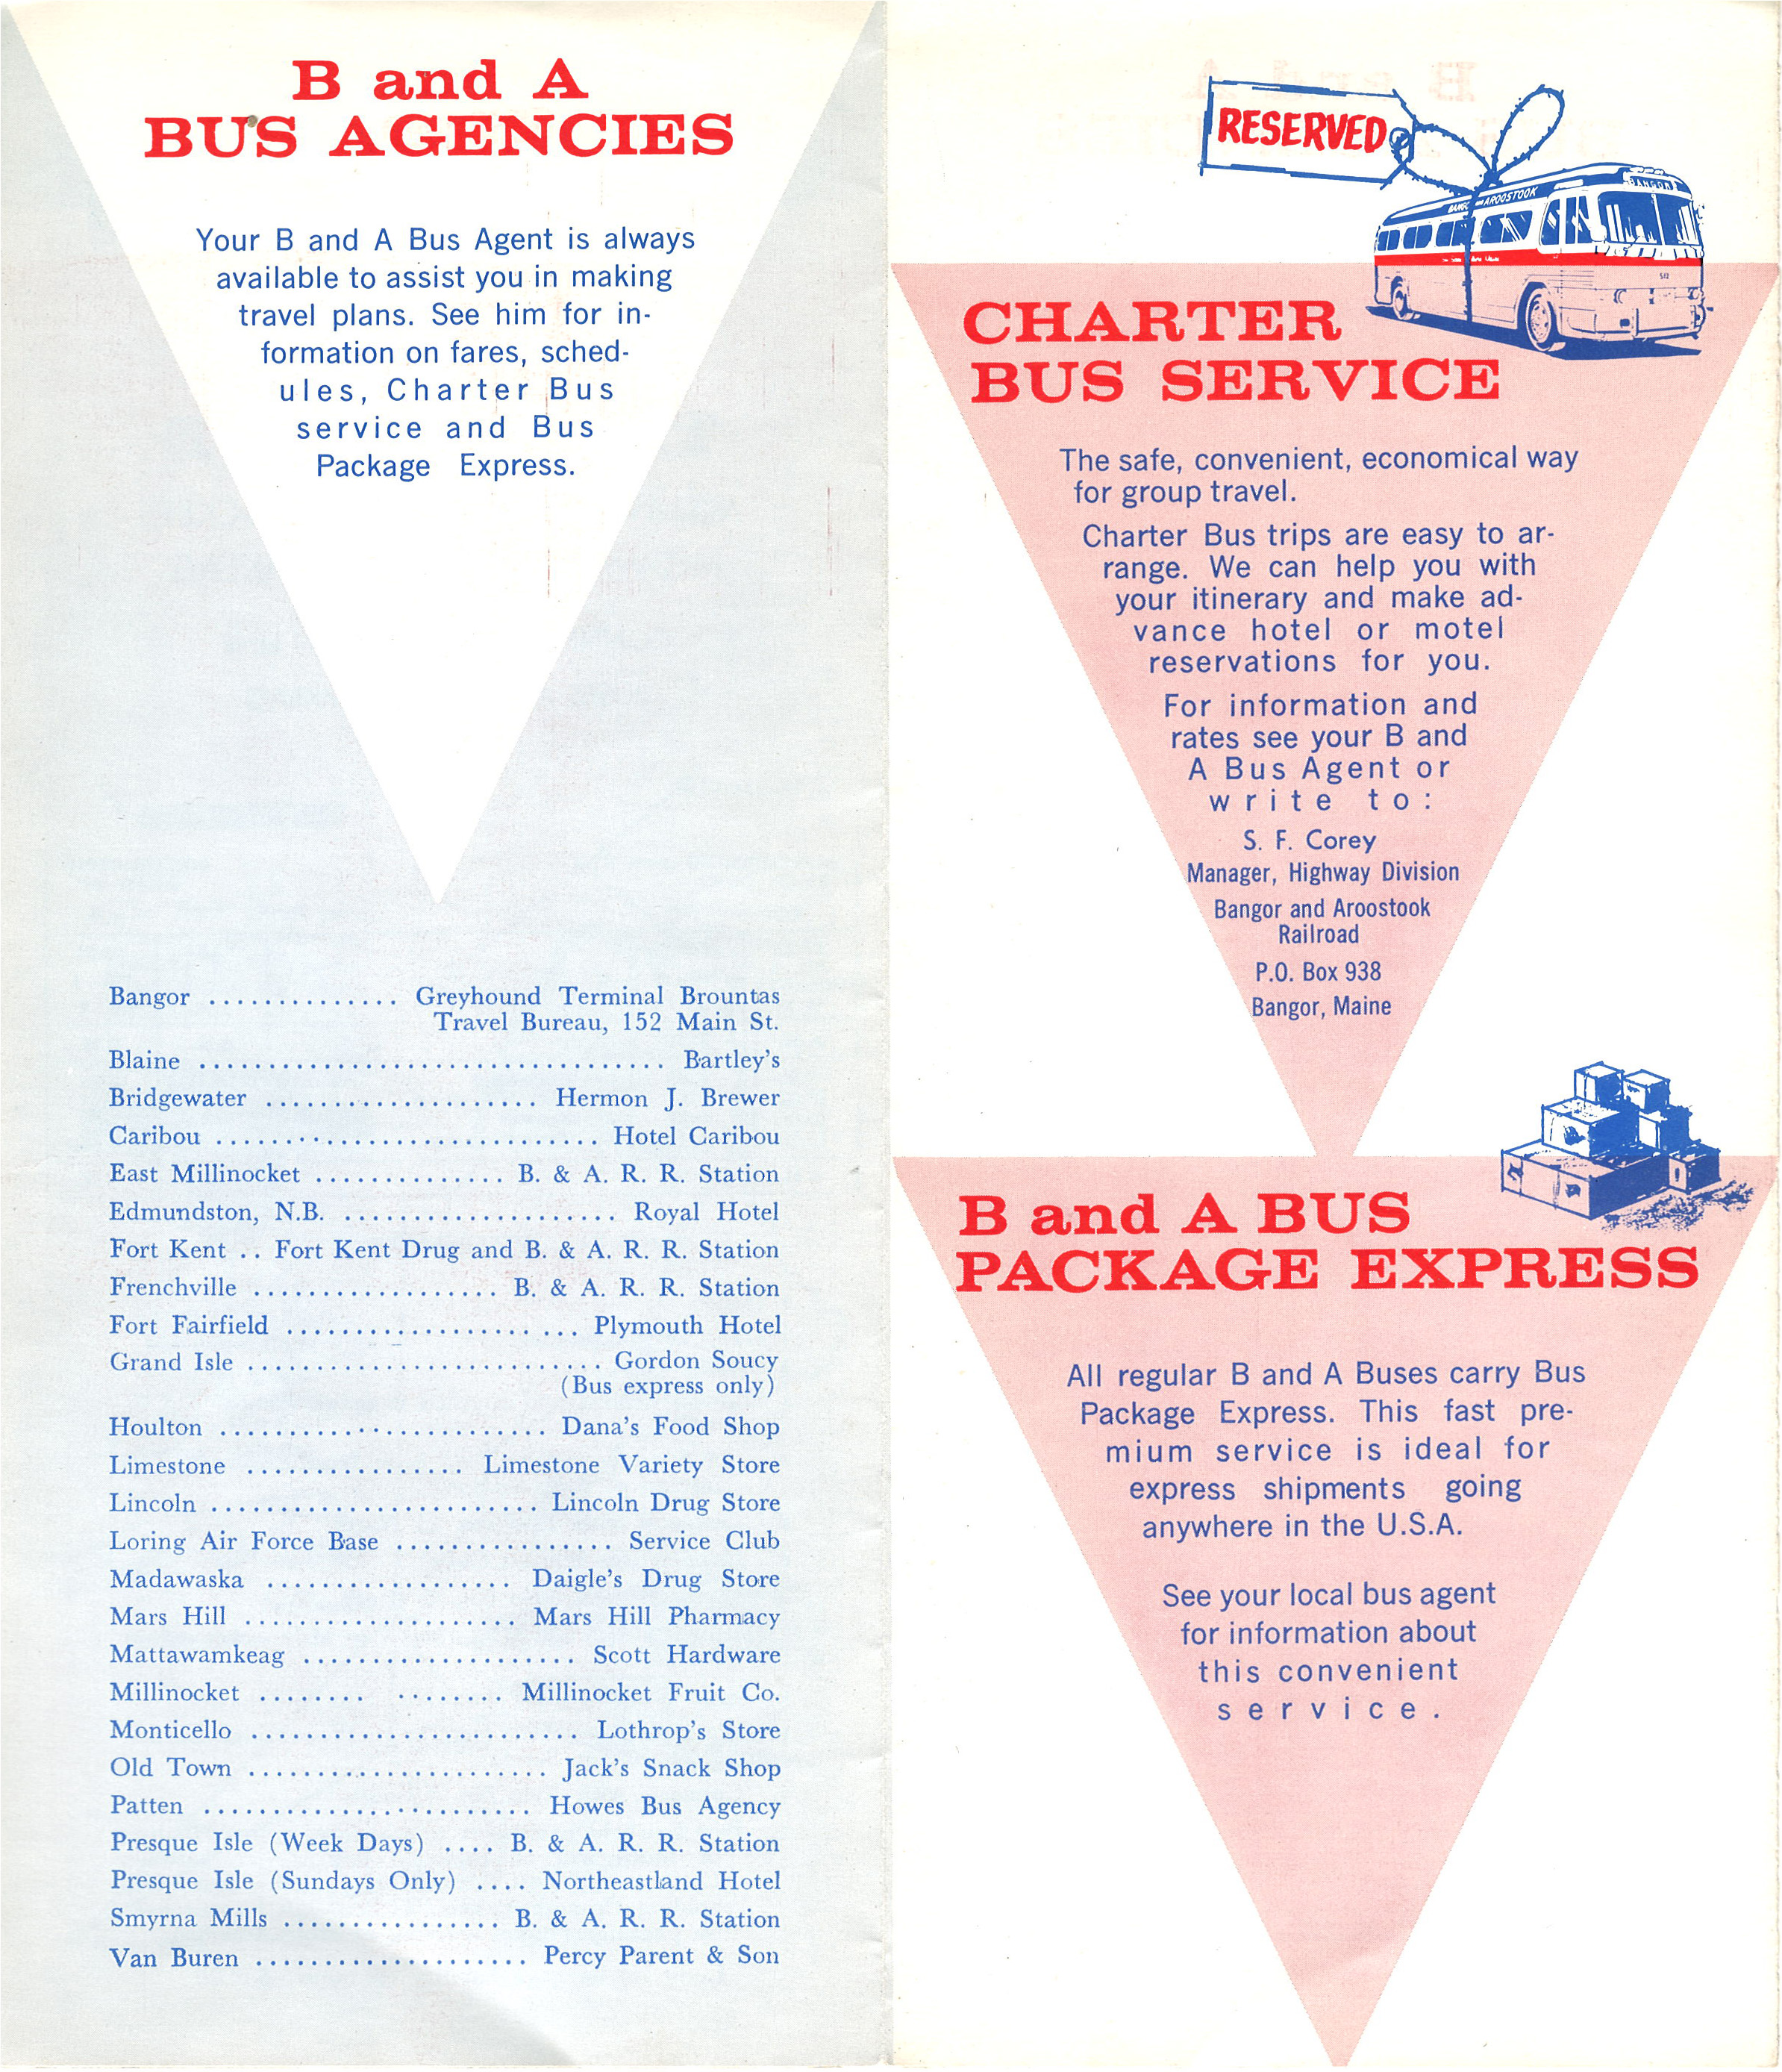 B and A
BUS AGENCIES
Your B and A Bus Agent is always
available to assist you in making
travel plans. See him for in-
formation on fares, sched-
ules, Charter Bus
service and Bus
Package Express.
Bangor .............. Greyhound Terminal Brountas
Travel Bureau, 152 Main St.
Blaine .................................. Bartley's
Bridgewater .................... Hermon J. Brewer
Caribou ............................ Hotel Caribou
East Millinocket .............. B. & A. R. R. Station
Edmundston, N.B. .................... Royal Hotel
Fort Kent .. Fort Kent Drug and B. & A. R. R. Station
Frenchville .................. B. & A. R. R. Station
Fort Fairfield .................. ... Plymouth Hotel
Grand Isle .......................... Gordon Soucy
(Bus express only)
Houlton ........................ Dana's Food Shop
Limestone ................ Limestone Variety Store
Lincoln ........................ Lincoln Drug Store
Loring Air Force Base ................ Service Club
Madawaska .................. Daigle's Drug Store
Mars Hill .................... Mars Hill Pharmacy
Mattawamkeag .................... Scott Hardware
Millinocket ........ ........ Millinocket Fruit Co.
Monticello ........................ Lothrop's Store
Old Town ...................... Jack's Snack Shop
Patten ........................ Howes Bus Agency
Presque Isle (Week Days) .... B. & A. R. R. Station
Presque Isle (Sundays Only) .... Northeastland Hotel
Smyrna Mills ................ B. & A. R. R. Station
Van Buren .................... Percy Parent & Son
RESERVED
BANGOR
BANGOR and AROOSTOOK
CHARTER
BUS SERVICE
The safe, convenient, economical way
for group travel.
Charter Bus trips are easy to ar-
range. We can help you with
your itinerary and make ad-
vance hotel or motel
reservations for you.
For information and
rates see your B and
A Bus Agent or
write to:
S. F. Corey
Manager, Highway Division
Bangor and Aroostook
Railroad
P.O. Box 938
Bangor, Maine
B and A BUS
PACKAGE EXPRESS
All regular B and A Buses carry Bus
Package Express. This fast pre-
mium service is ideal for
express shipments going
anywhere in the U.S.A.
See your local bus agent
for information about
this convenient
service.